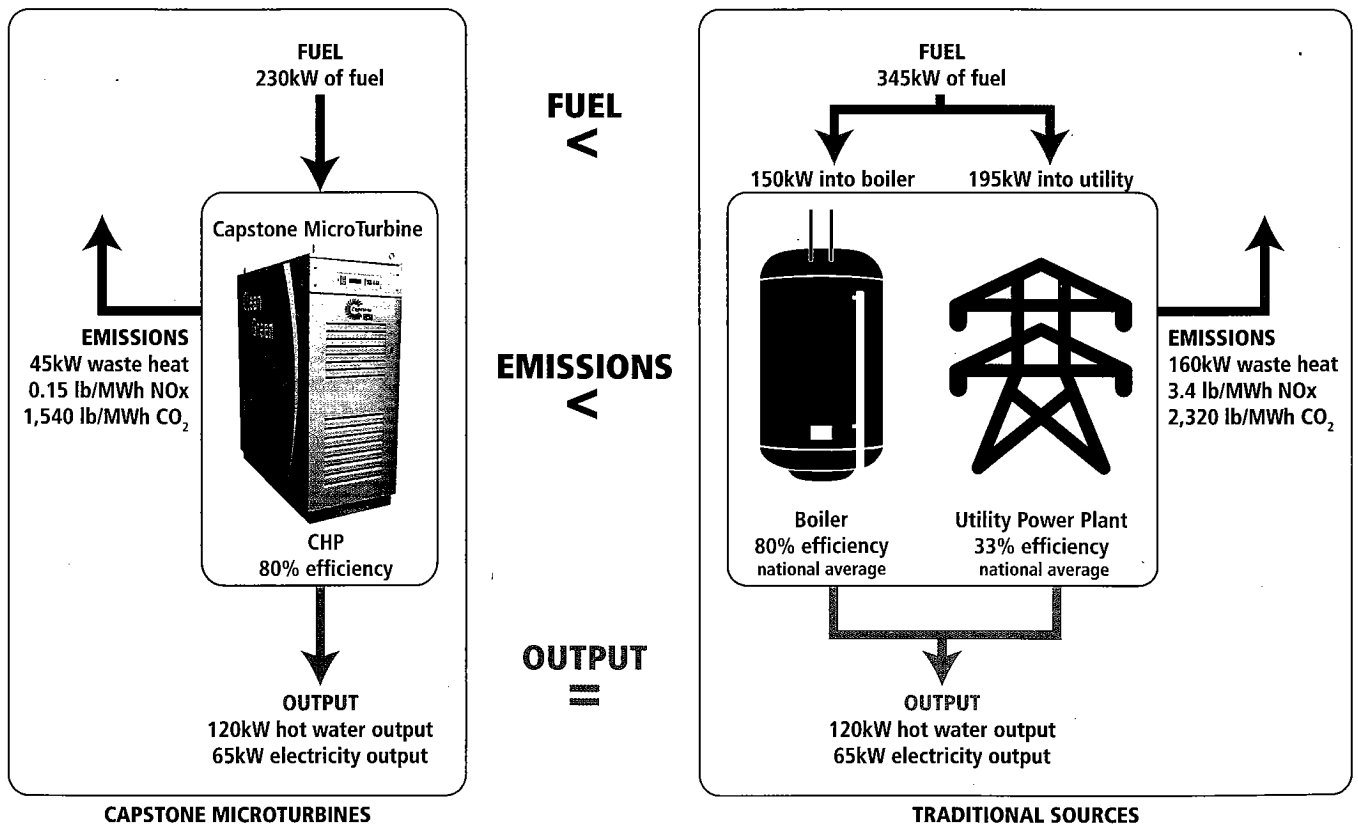 FUEL
230kW of fuel
Capstone MicroTurbine
Clean
Green
Capstone
EMISSIONS
45kW waste heat
0.15 lb/MWh NOx
1,540 lb/MWh CO₂
CHP
80% efficiency
OUTPUT
120kW hot water output
65kW electricity output
CAPSTONE MICROTURBINES
FUEL
<
EMISSIONS
<
OUTPUT
=
FUEL
345kW of fuel
150kW into boiler
195kW into utility
EMISSIONS
160kW waste heat
3.4 lb/MWh NOx
2,320 lb/MWh CO₂
Boiler
80% efficiency
national average
Utility Power Plant
33% efficiency
national average
OUTPUT
120kW hot water output
65kW electricity output
TRADITIONAL SOURCES